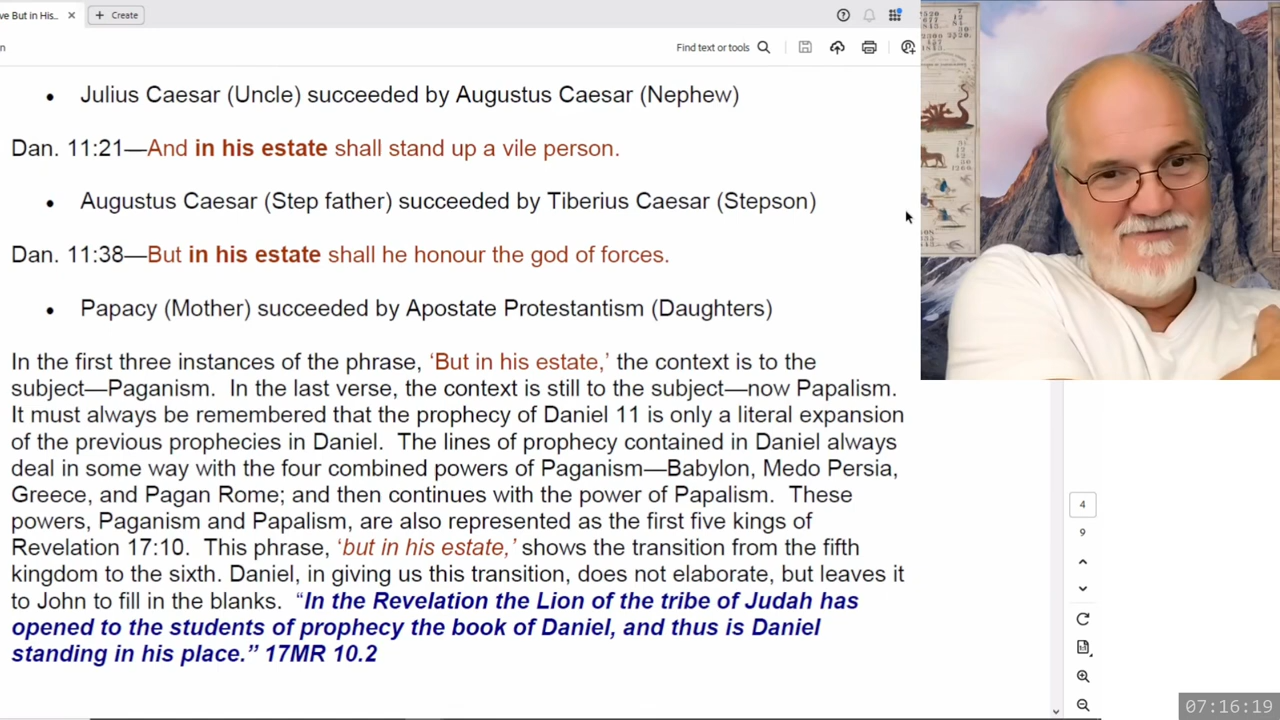 ve But in His..
Create
n
Find text or tools
• Julius Caesar (Uncle) succeeded by Augustus Caesar (Nephew)
Dan. 11:21—And in his estate shall stand up a vile person.
• Augustus Caesar (Step father) succeeded by Tiberius Caesar (Stepson)
Dan. 11:38—But in his estate shall he honour the god of forces.
• Papacy (Mother) succeeded by Apostate Protestantism (Daughters)
In the first three instances of the phrase, ‘But in his estate,’ the context is to the
subject—Paganism.  In the last verse, the context is still to the subject—now Papalism.
It must always be remembered that the prophecy of Daniel 11 is only a literal expansion
of the previous prophecies in Daniel.  The lines of prophecy contained in Daniel always
deal in some way with the four combined powers of Paganism—Babylon, Medo Persia,
Greece, and Pagan Rome; and then continues with the power of Papalism.  These
powers, Paganism and Papalism, are also represented as the first five kings of
Revelation 17:10.  This phrase, ‘but in his estate,’ shows the transition from the fifth
kingdom to the sixth. Daniel, in giving us this transition, does not elaborate, but leaves it
to John to fill in the blanks.  “In the Revelation the Lion of the tribe of Judah has
opened to the students of prophecy the book of Daniel, and thus is Daniel
standing in his place.” 17MR 10.2
4
9
07:16:19